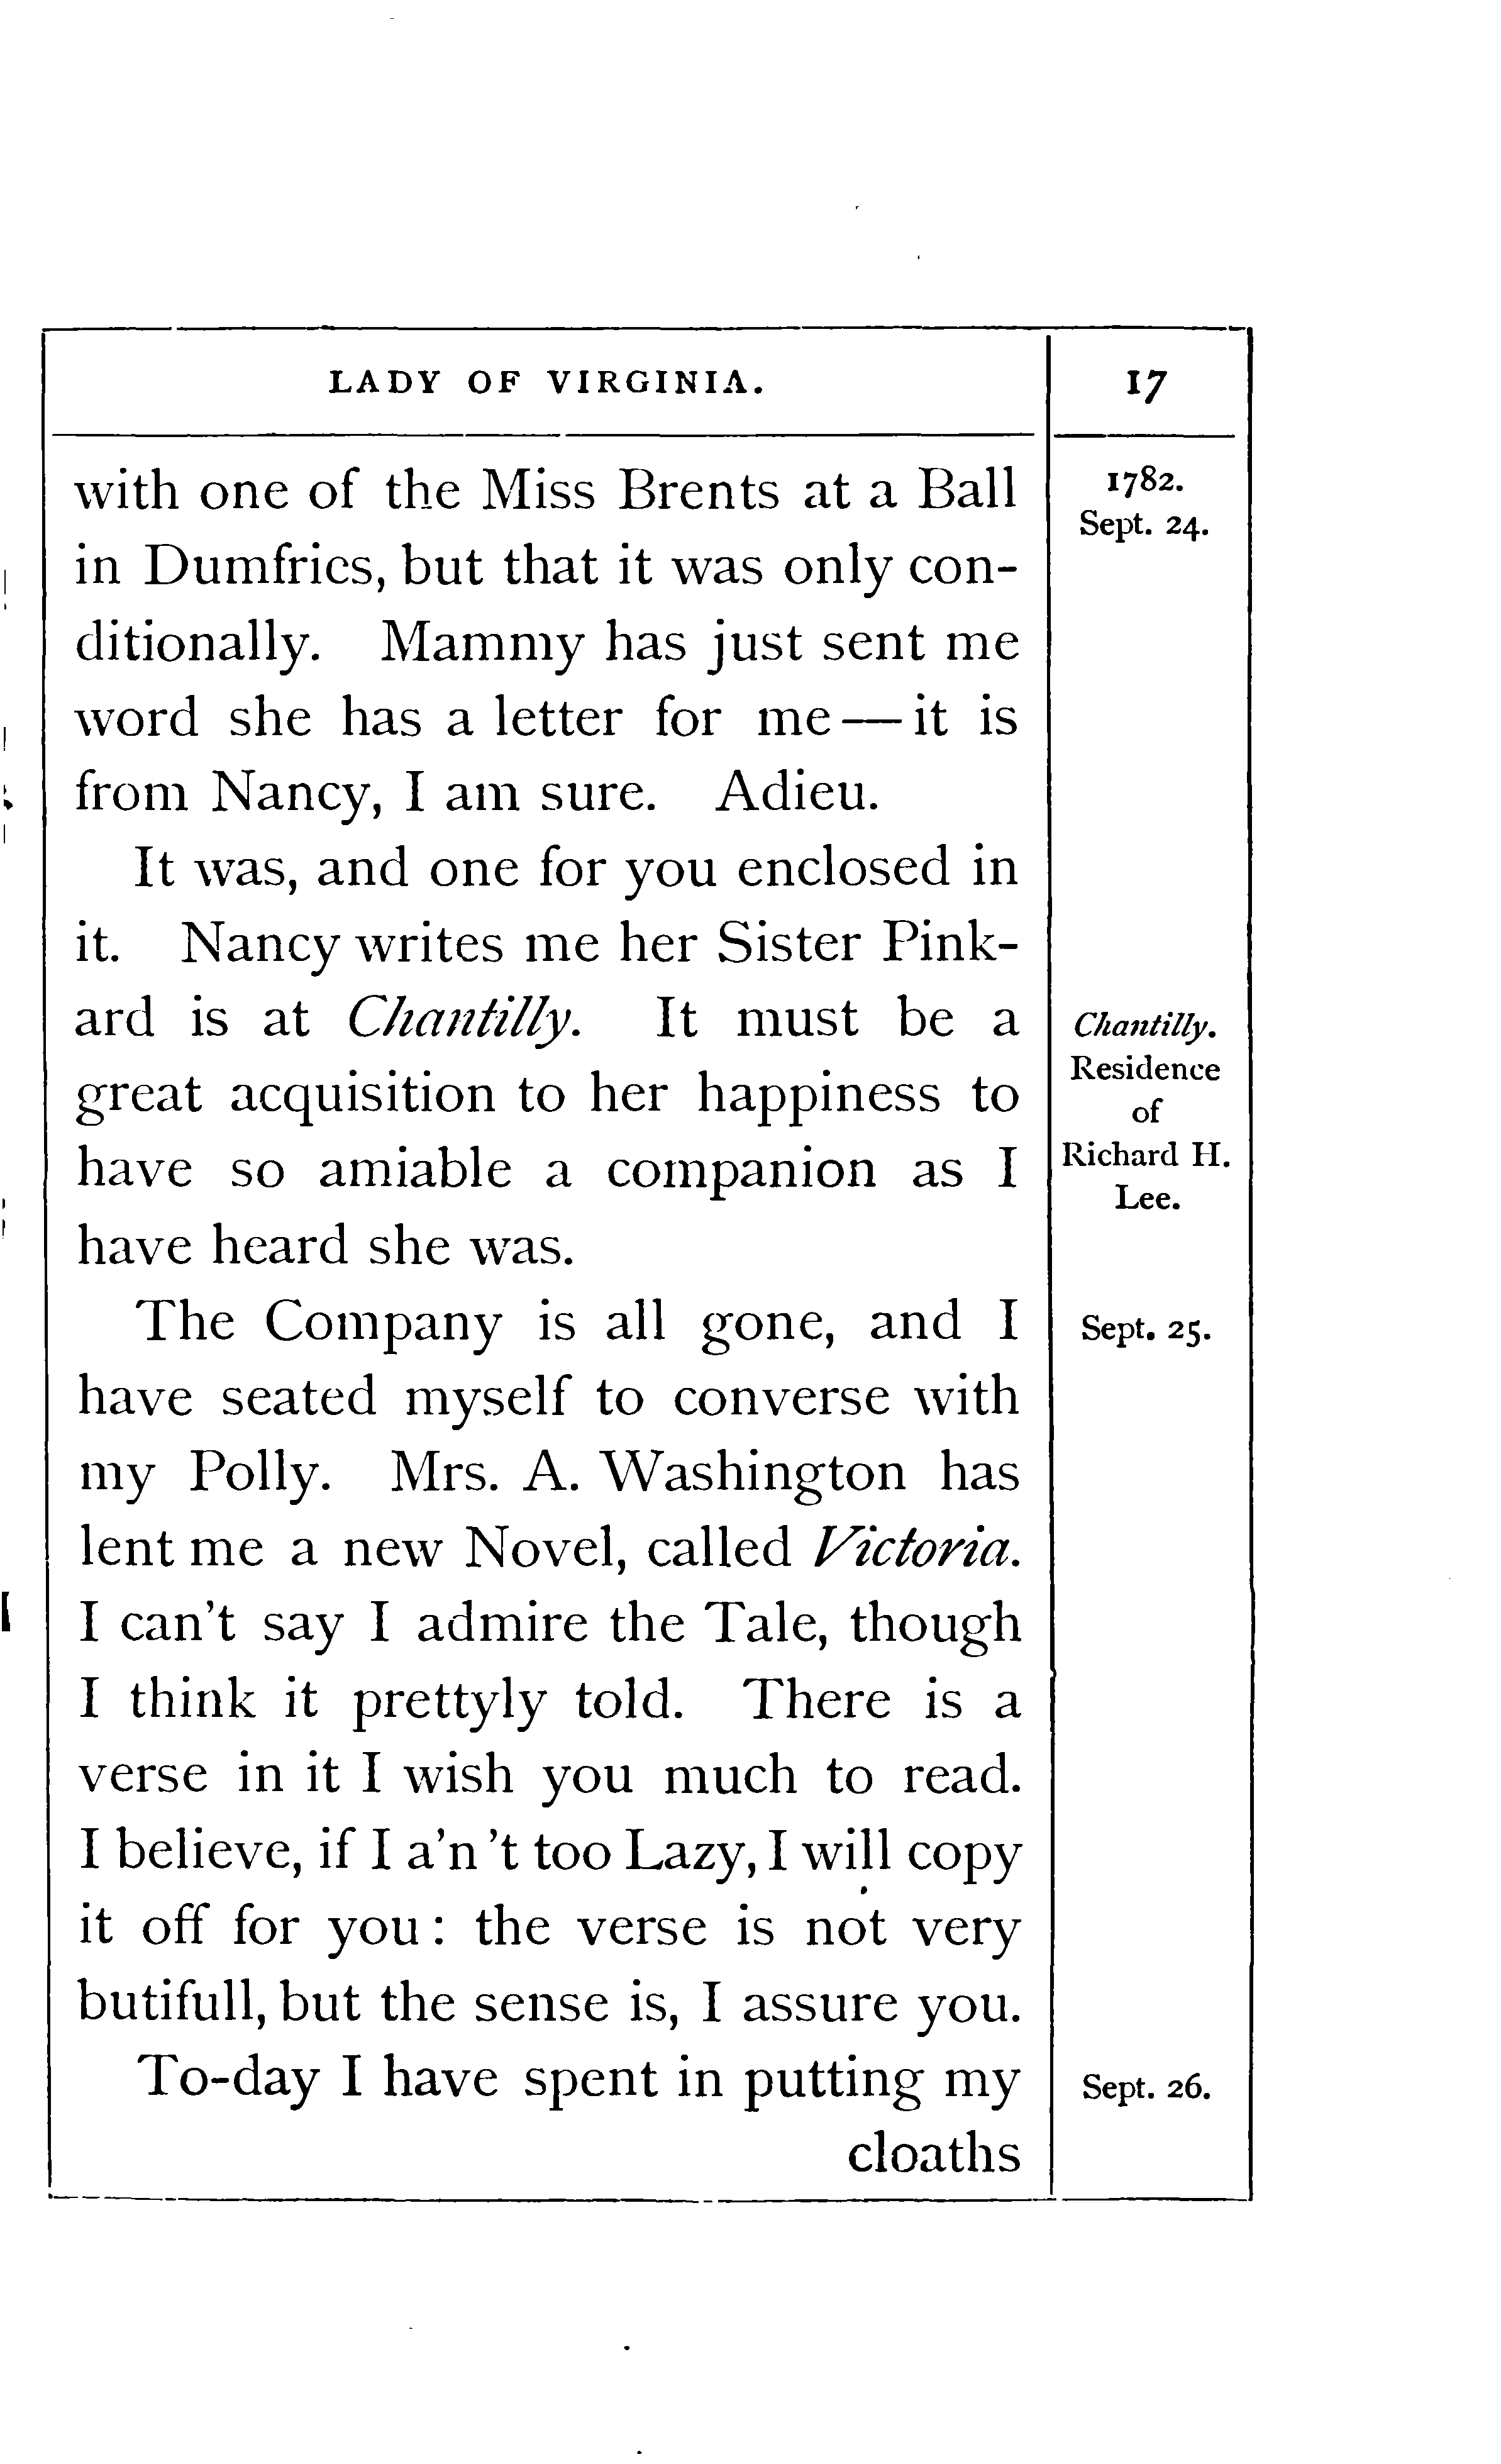 LADY OF VIRGINIA.
17
with one of the Miss Brents at a Ball
in Dumfries, but that it was only con-
ditionally. Mammy has just sent me
word she has a letter for me — it is
from Nancy, I am sure. Adieu.
It was, and one for you enclosed in
it. Nancy writes me her Sister Pink-
ard is at Chantilly. It must be a
great acquisition to her happiness to
have so amiable a companion as I
have heard she was.
The Company is all gone, and I
have seated myself to converse with
my Polly. Mrs. A. Washington has
lent me a new Novel, called Victoria.
I can't say I admire the Tale, though
I think it prettyly told. There is a
verse in it I wish you much to read.
I believe, if I a'n 't too Lazy, I will copy
it off for you : the verse is not very
butifull, but the sense is, I assure you.
To-day I have spent in putting my
cloaths
1782.
Sept. 24.
Chantilly.
Residence
of
Richard H.
Lee.
Sept. 25.
Sept. 26.